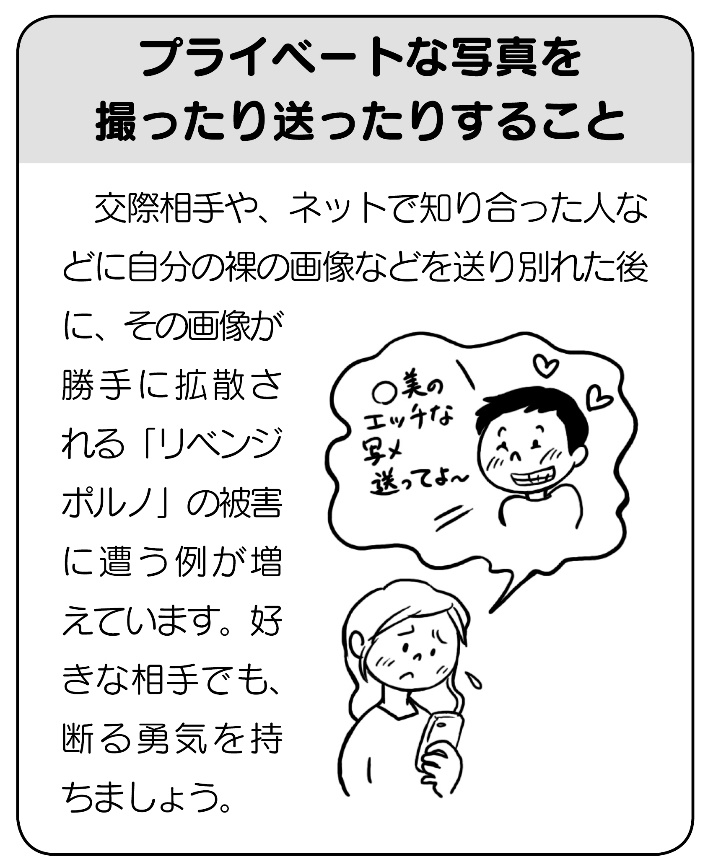 プライベートな写真を
撮ったり送ったりすること
交際相手や、ネットで知り合った人な
どに自分の裸の画像などを送り別れた後
に、その画像が
勝手に拡散さ
れる「リベンジ
ポルノ」の被害
に遭う例が増
えています。好
きな相手でも、
断る勇気を持
ちましょう。
○美の
エッチな
写メ
送ってよ〜